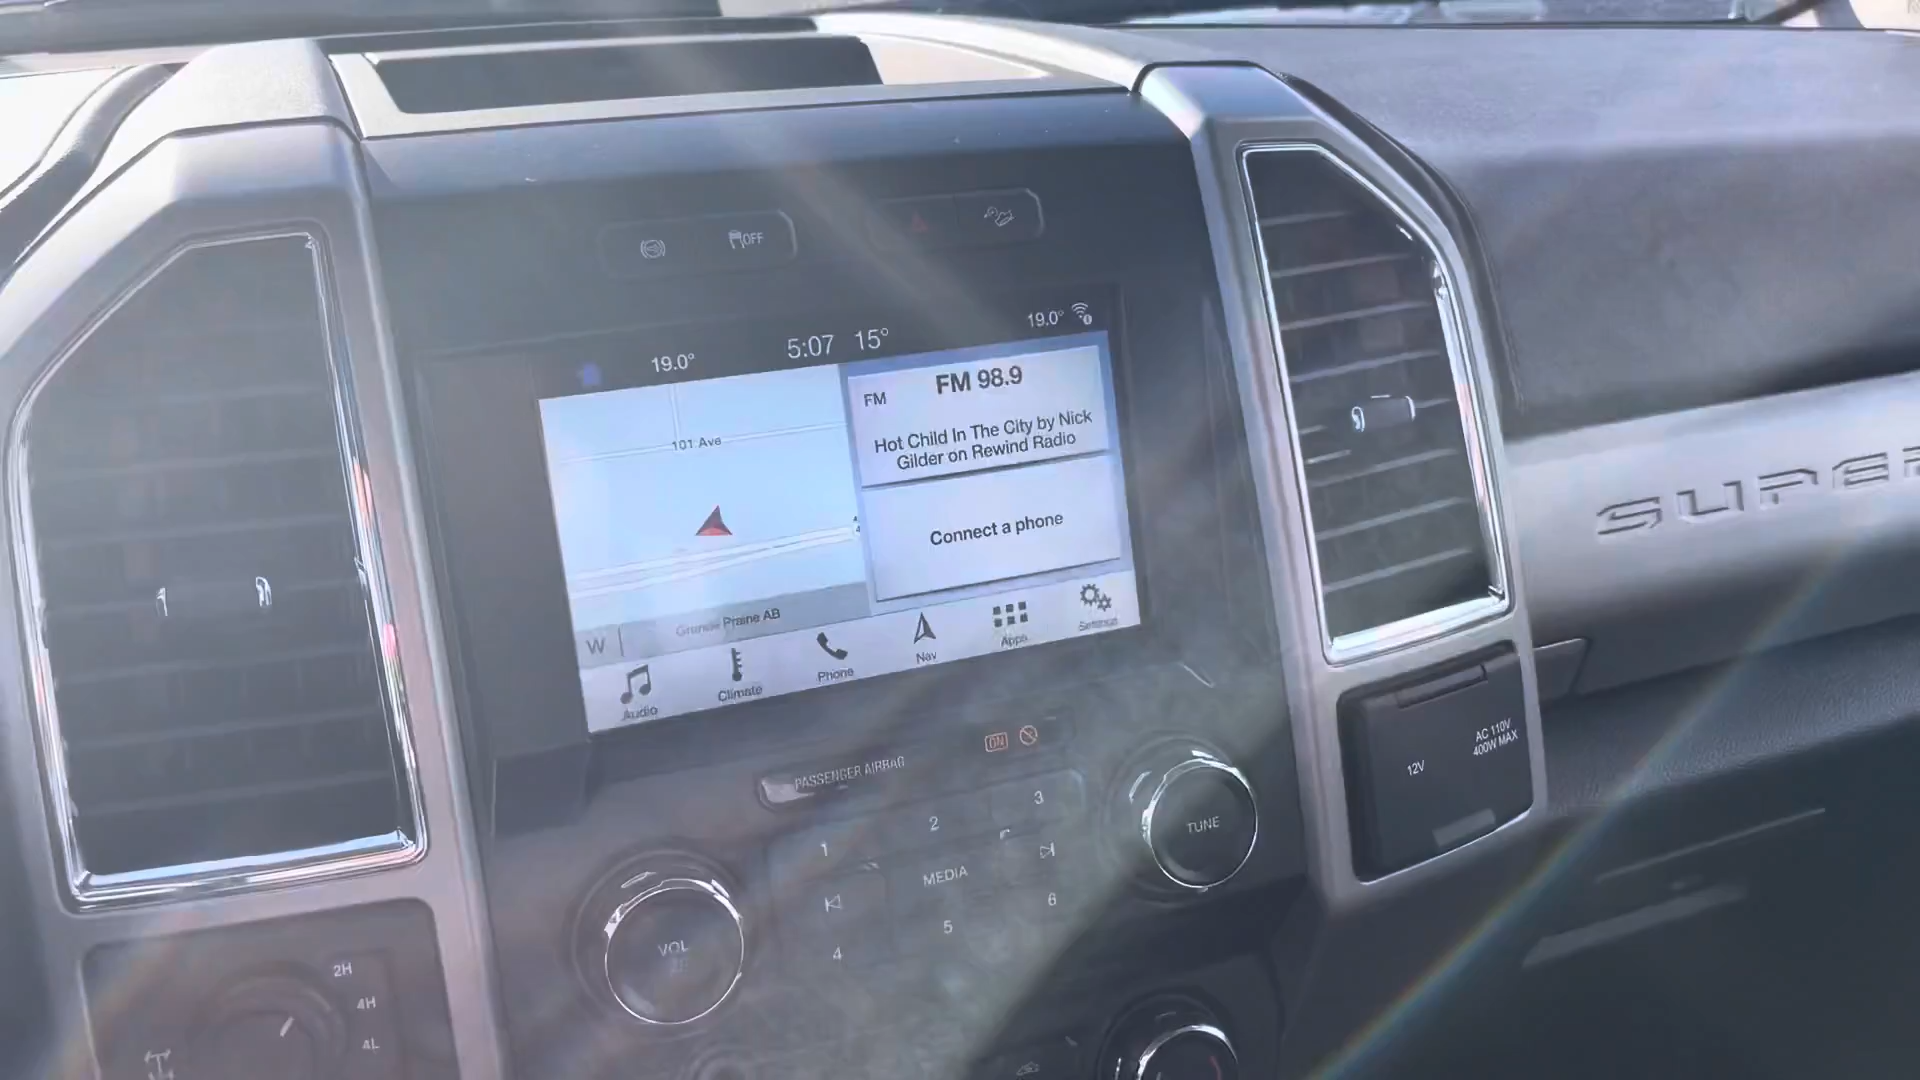 OFF
19.0°
5:07
15°
19.0°
FM 98.9
FM
Hot Child In The City by Nick
Gilder on Rewind Radio
Connect a phone
101 Ave
W
Grande Prairie AB
Audio
Climate
Phone
Nav
Apps
Settings
PASSENGER AIRBAG
ON
1
2
3
MEDIA
4
5
6
VOL
TUNE
12V
AC 110V
400W MAX
SUPER
2H
4H
4L